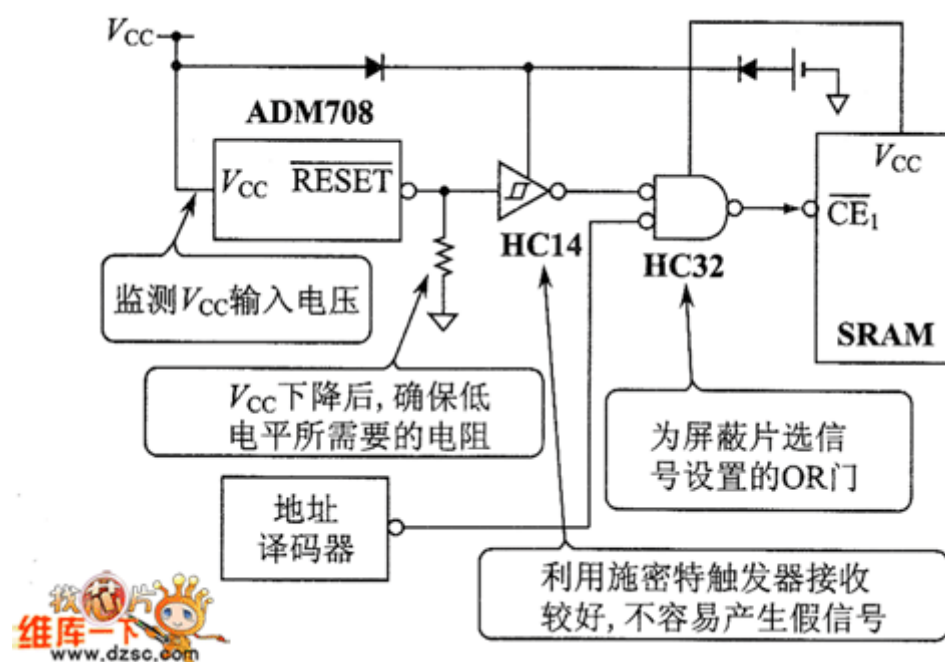 VCC
ADM708
VCC
RESET
HC14
HC32
VCC
CE1
SRAM
监测VCC输入电压
VCC下降后,确保低
电平所需要的电阻
为屏蔽片选信
号设置的OR门
地址
译码器
利用施密特触发器接收
较好,不容易产生假信号
找芯片
维库一下
www.dzsc.com